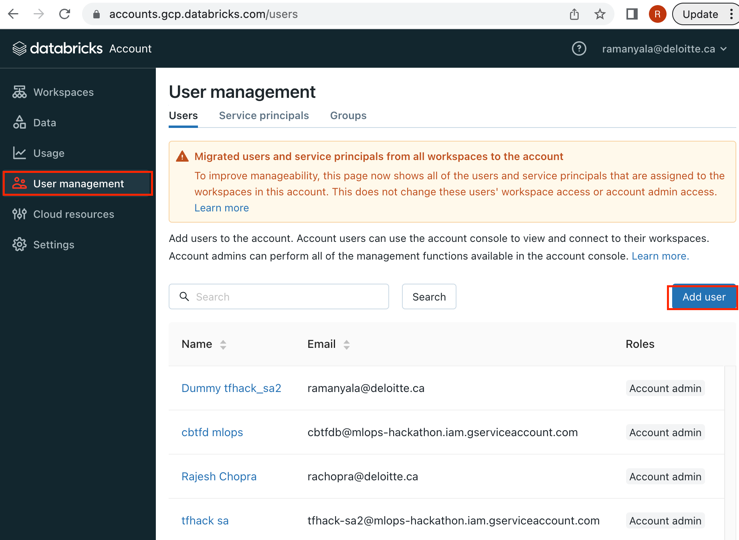 accounts.gcp.databricks.com/users
R
Update
databricks Account
?
ramanyala@deloitte.ca
Workspaces
Data
Usage
User management
Cloud resources
Settings
User management
Users Service principals Groups
Migrated users and service principals from all workspaces to the account
To improve manageability, this page now shows all of the users and service principals that are assigned to the
workspaces in this account. This does not change these users' workspace access or account admin access.
Learn more
Add users to the account. Account users can use the account console to view and connect to their workspaces.
Account admins can perform all of the management functions available in the account console. Learn more.
Search Search Add user
Name Email Roles
Dummy tfhack_sa2 ramanyala@deloitte.ca Account admin
cbtfd mlops cbtfdb@mlops-hackathon.iam.gserviceaccount.com Account admin
Rajesh Chopra rachopra@deloitte.ca Account admin
tfhack sa tfhack-sa2@mlops-hackathon.iam.gserviceaccount.com Account admin